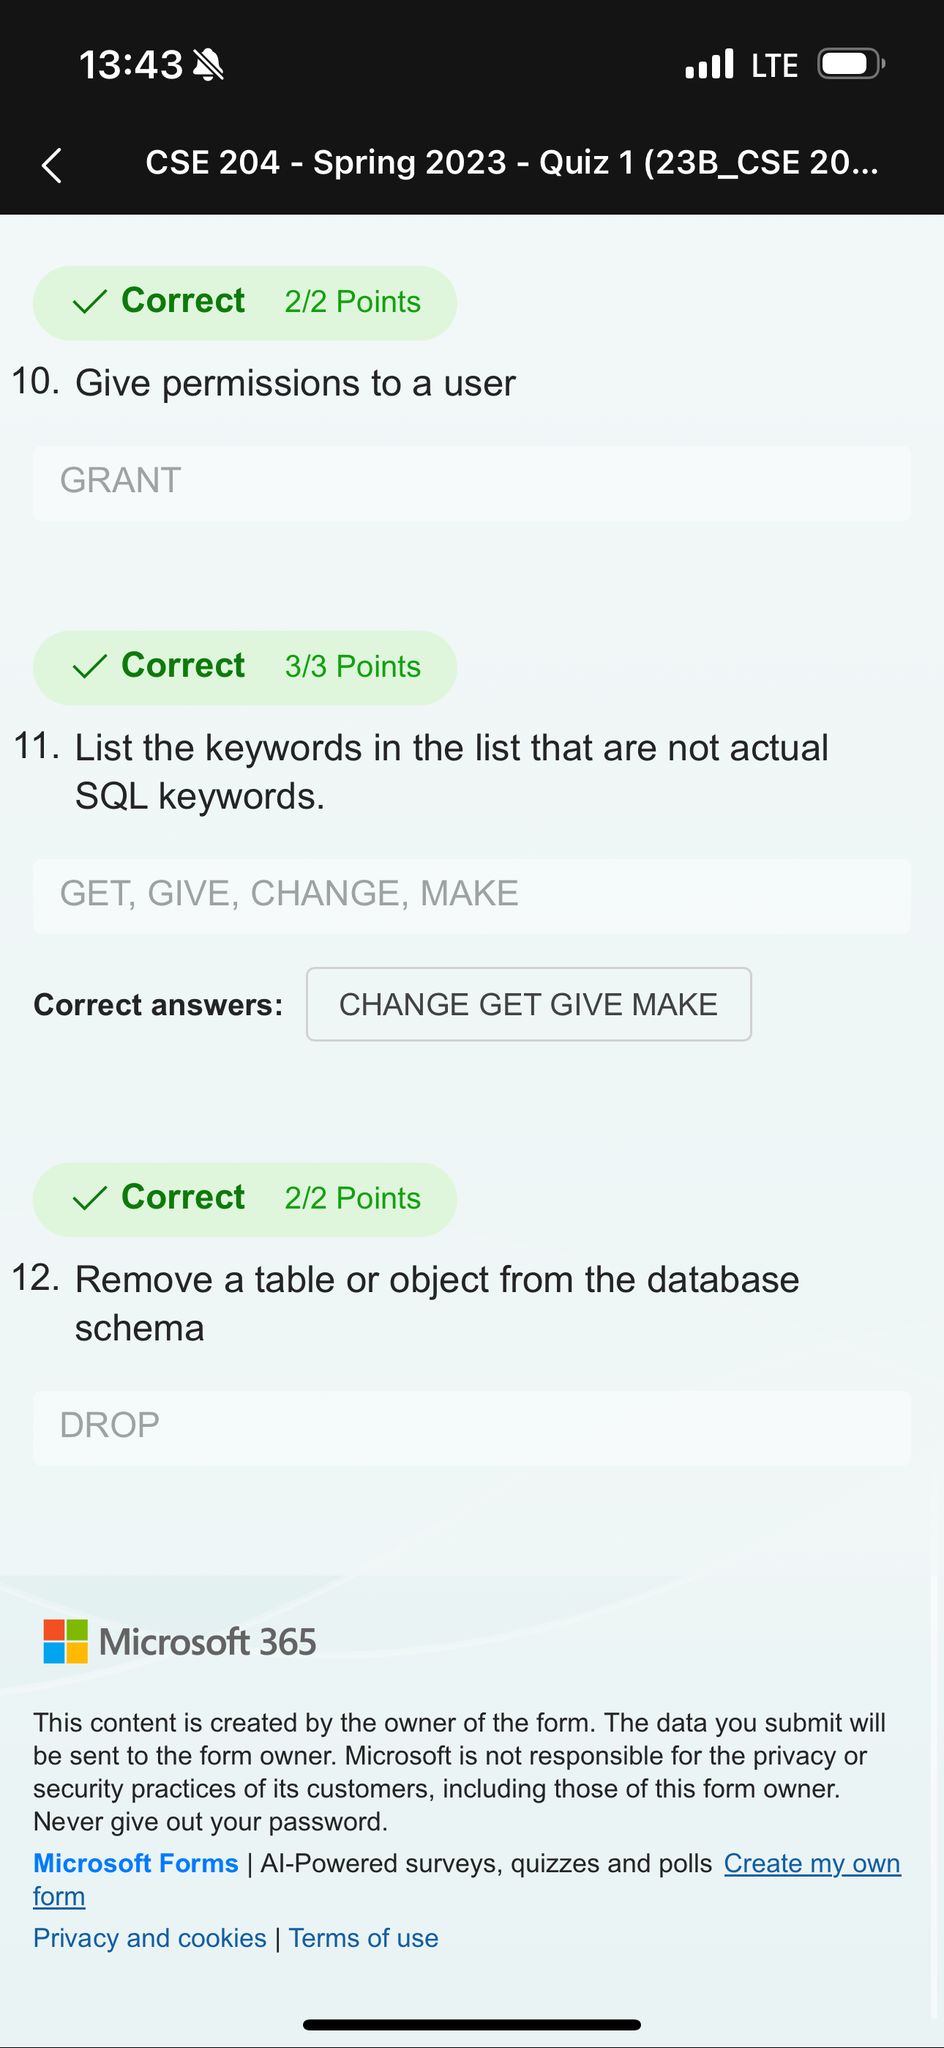 13:43 LTE
CSE 204 - Spring 2023 - Quiz 1 (23B_CSE 20...
Correct 2/2 Points
10. Give permissions to a user
GRANT
Correct 3/3 Points
11. List the keywords in the list that are not actual
SQL keywords.
GET, GIVE, CHANGE, MAKE
Correct answers: CHANGE GET GIVE MAKE
Correct 2/2 Points
12. Remove a table or object from the database
schema
DROP
Microsoft 365
This content is created by the owner of the form. The data you submit will
be sent to the form owner. Microsoft is not responsible for the privacy or
security practices of its customers, including those of this form owner.
Never give out your password.
Microsoft Forms | AI-Powered surveys, quizzes and polls Create my own
form
Privacy and cookies | Terms of use